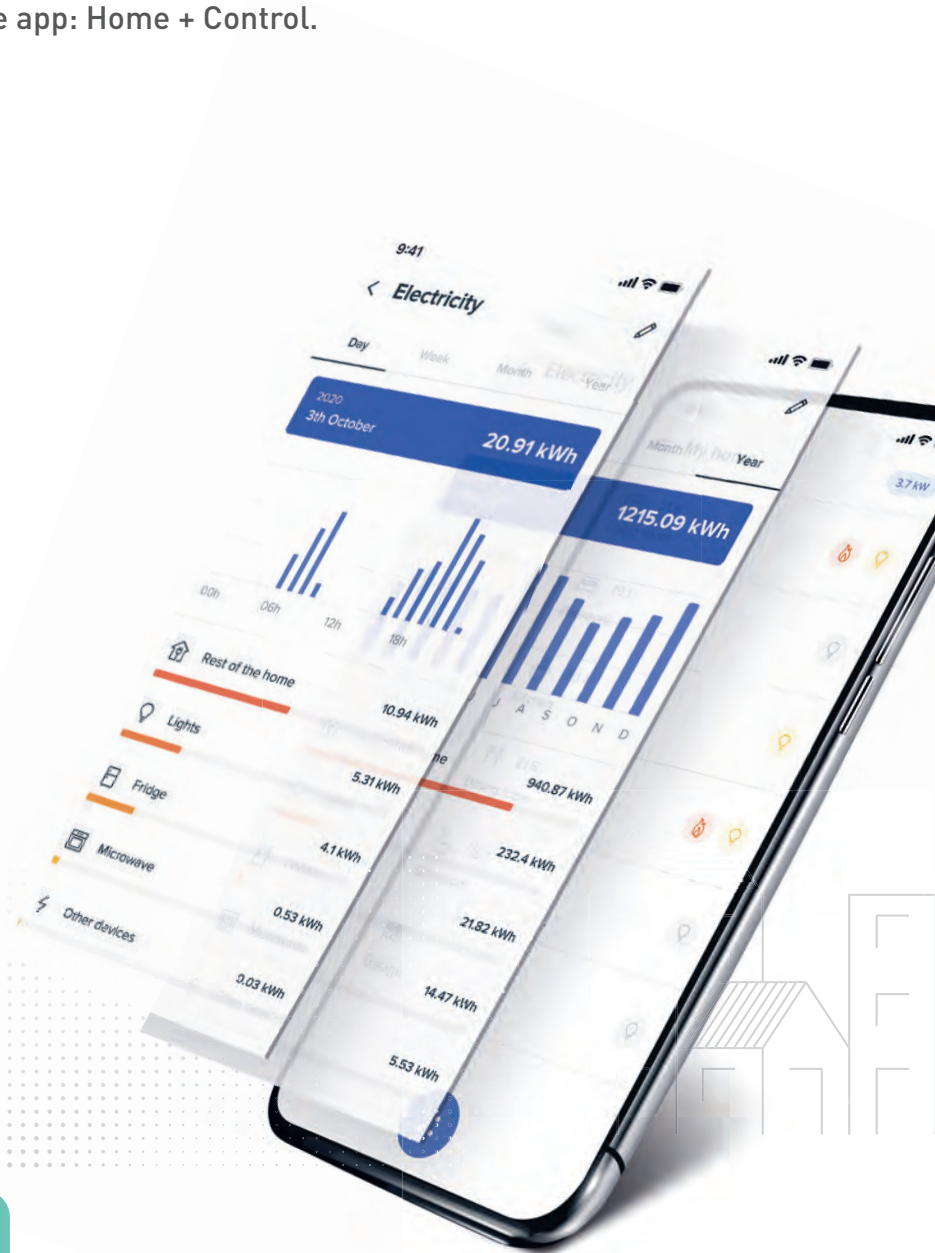 e app: Home + Control.
9:41
Electricity
Day Week Month Year
2020
3th October
20.91 kWh
00h 06h 12h 18h
Rest of the home
10.94 kWh
Lights
5.31 kWh
Fridge
4.1 kWh
Microwave
0.53 kWh
Other devices
0.03 kWh
Electricity
Month Year
1215.09 kWh
J A S O N D
me
940.87 kWh
232.4 kWh
21.82 kWh
14.47 kWh
5.53 kWh
3.7 kW